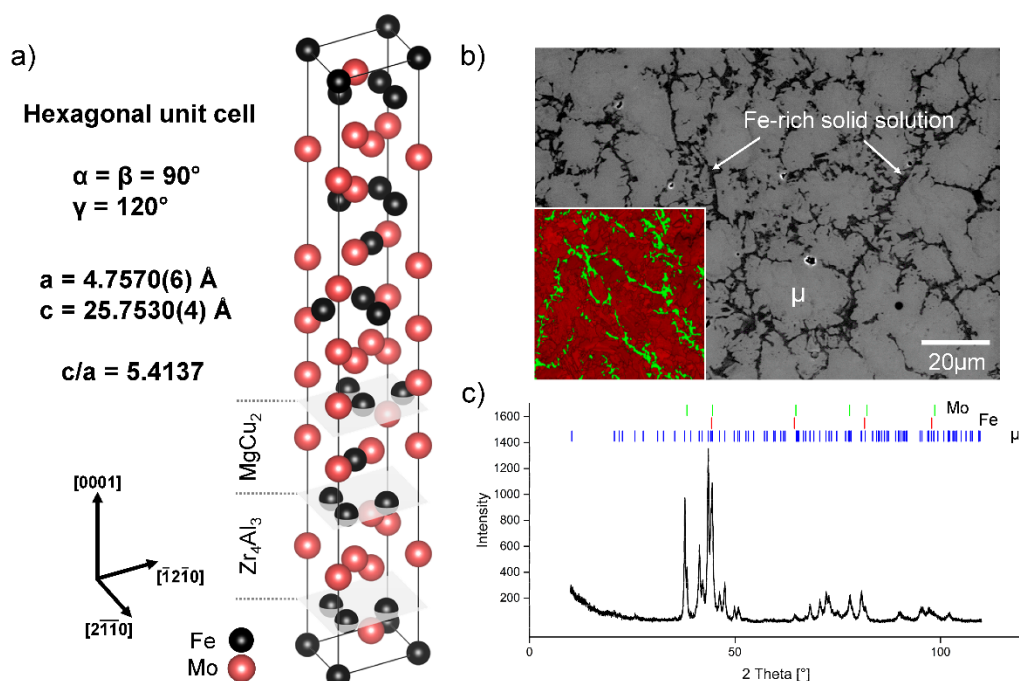 a)
Hexagonal unit cell
α = β = 90°
γ = 120°
a = 4.7570(6) Å
c = 25.7530(4) Å
c/a = 5.4137
MgCu₂
Zr₄Al₃
[0001]
[1̅21̅0]
[21̅1̅0]
Fe
Mo
b)
Fe-rich solid solution
μ
20μm
c)
Mo
Fe
μ
1600
1400
1200
1000
800
600
400
200
Intensity
0
50
100
2 Theta [°]